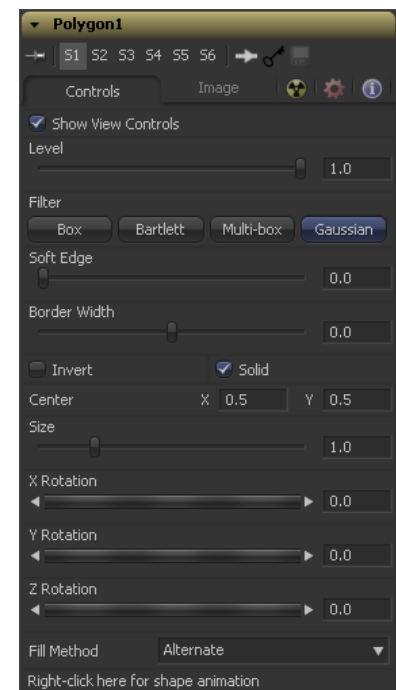 Polygon1
S1 S2 S3 S4 S5 S6
Controls Image
Show View Controls
Level
1.0
Filter
Box Bartlett Multi-box Gaussian
Soft Edge
0.0
Border Width
0.0
Invert Solid
Center X 0.5 Y 0.5
Size
1.0
X Rotation
0.0
Y Rotation
0.0
Z Rotation
0.0
Fill Method Alternate
Right-click here for shape animation